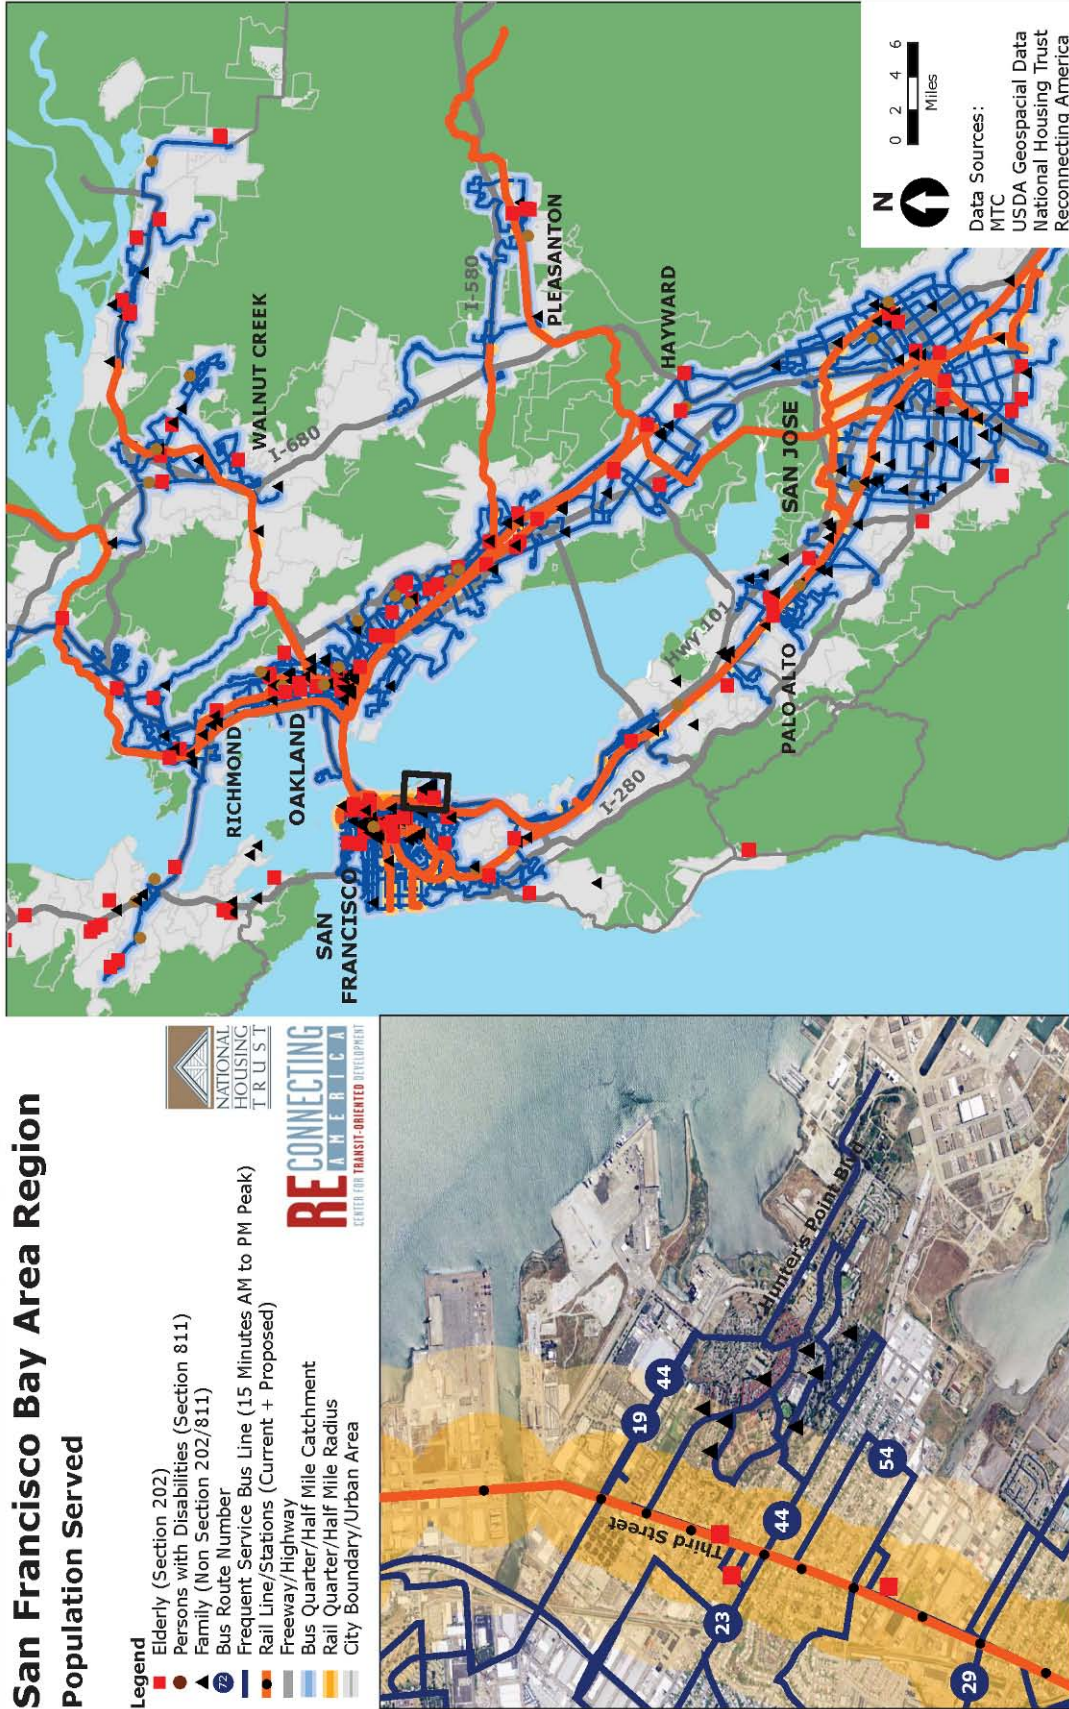 San Francisco Bay Area Region
Population Served
Legend
Elderly (Section 202)
Persons with Disabilities (Section 811)
Family (Non Section 202/811)
72
Bus Route Number
Frequent Service Bus Line (15 Minutes AM to PM Peak)
Rail Line/Stations (Current + Proposed)
Freeway/Highway
Bus Quarter/Half Mile Catchment
Rail Quarter/Half Mile Radius
City Boundary/Urban Area
NATIONAL
HOUSING
TRUST
RECONNECTING
AMERICA
CENTER FOR TRANSIT-ORIENTED DEVELOPMENT
19
44
Hunter's Point Blvd
Third Street
44
54
23
29
WALNUT CREEK
I-680
I-580
PLEASANTON
RICHMOND
OAKLAND
HAYWARD
SAN
FRANCISCO
SAN JOSE
Hwy 101
PALO ALTO
I-280
N
0 2 4 6
Miles
Data Sources:
MTC
USDA Geospacial Data
National Housing Trust
Reconnecting America